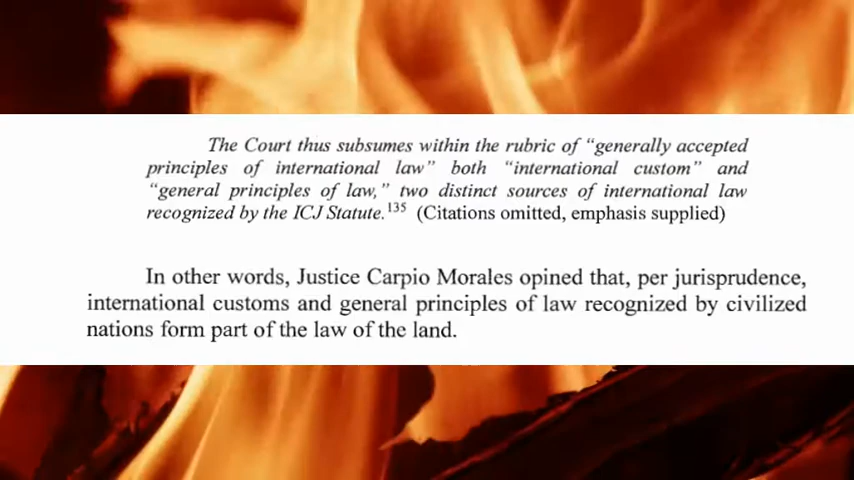 The Court thus subsumes within the rubric of “generally accepted
principles of international law” both “international custom” and
“general principles of law,” two distinct sources of international law
recognized by the ICJ Statute.135 (Citations omitted, emphasis supplied)
In other words, Justice Carpio Morales opined that, per jurisprudence,
international customs and general principles of law recognized by civilized
nations form part of the law of the land.